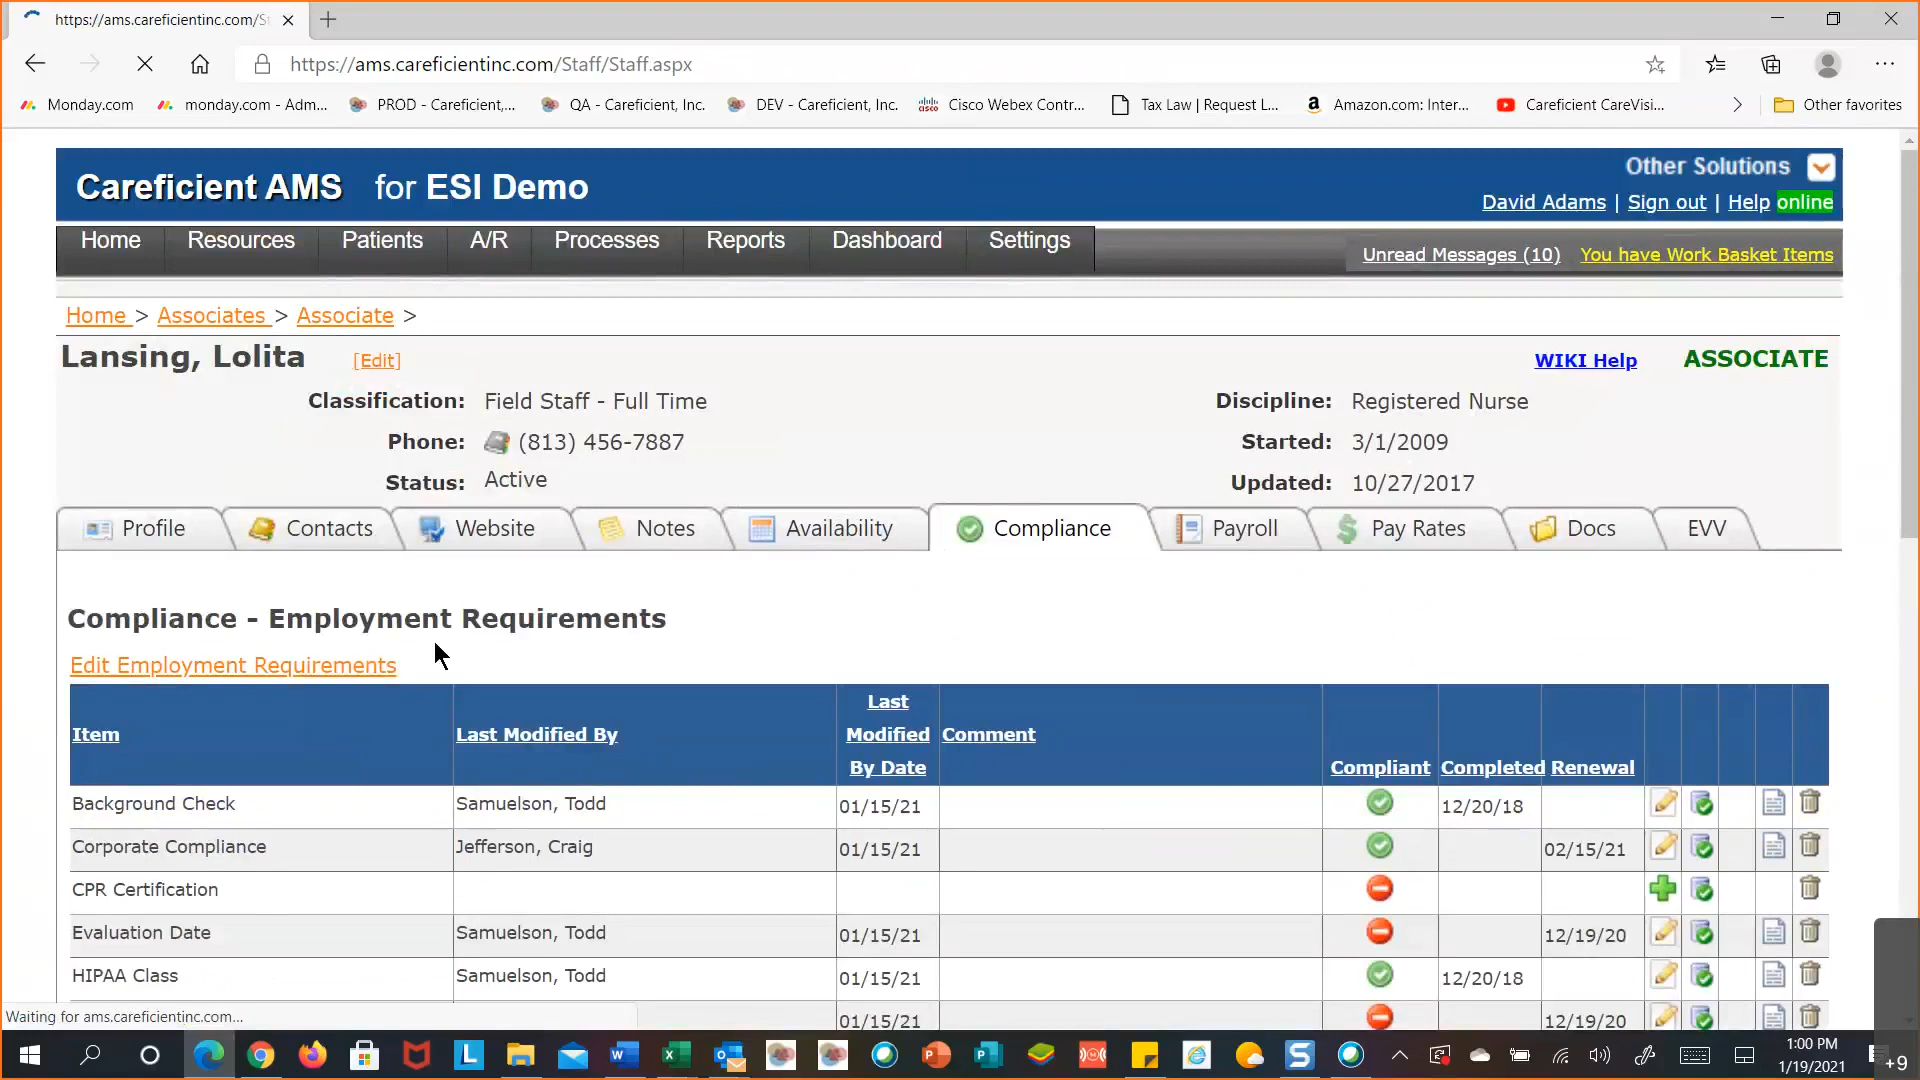 https://ams.careficientinc.com/S
https://ams.careficientinc.com/Staff/Staff.aspx
Monday.com monday.com - Adm... PROD - Careficient,... QA - Careficient, Inc. DEV - Careficient, Inc. Cisco Webex Contr... Tax Law | Request L... Amazon.com: Inter... Careficient CareVisi... Other favorites
Careficient AMS for ESI Demo
Other Solutions
David Adams | Sign out | Help online
Home Resources Patients A/R Processes Reports Dashboard Settings
Unread Messages (10) You have Work Basket Items
Home > Associates > Associate >
Lansing, Lolita [Edit] WIKI Help ASSOCIATE
Classification: Field Staff - Full Time Discipline: Registered Nurse
Phone: (813) 456-7887 Started: 3/1/2009
Status: Active Updated: 10/27/2017
Profile Contacts Website Notes Availability Compliance Payroll Pay Rates Docs EVV
Compliance - Employment Requirements
Edit Employment Requirements
Item Last Modified By Last Modified By Date Comment Compliant Completed Renewal
Background Check Samuelson, Todd 01/15/21 12/20/18
Corporate Compliance Jefferson, Craig 01/15/21 02/15/21
CPR Certification
Evaluation Date Samuelson, Todd 01/15/21 12/19/20
HIPAA Class Samuelson, Todd 01/15/21 12/20/18
01/15/21 12/19/20
Waiting for ams.careficientinc.com...
1:00 PM
1/19/2021
+9